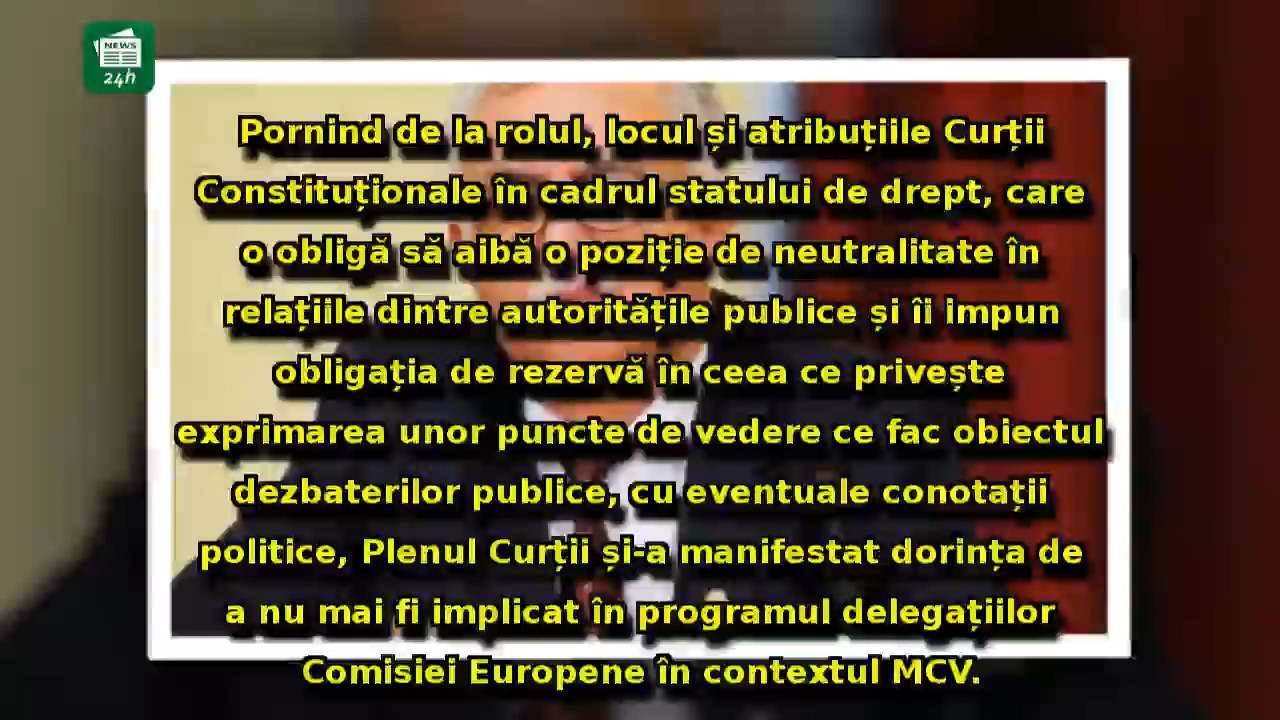 NEWS
24h
Pornind de la rolul, locul și atribuțiile Curții
Constituționale în cadrul statului de drept, care
o obligă să aibă o poziție de neutralitate în
relațiile dintre autoritățile publice și îi impun
obligația de rezervă în ceea ce privește
exprimarea unor puncte de vedere ce fac obiectul
dezbaterilor publice, cu eventuale conotații
politice, Plenul Curții și-a manifestat dorința de
a nu mai fi implicat în programul delegațiilor
Comisiei Europene în contextul MCV.